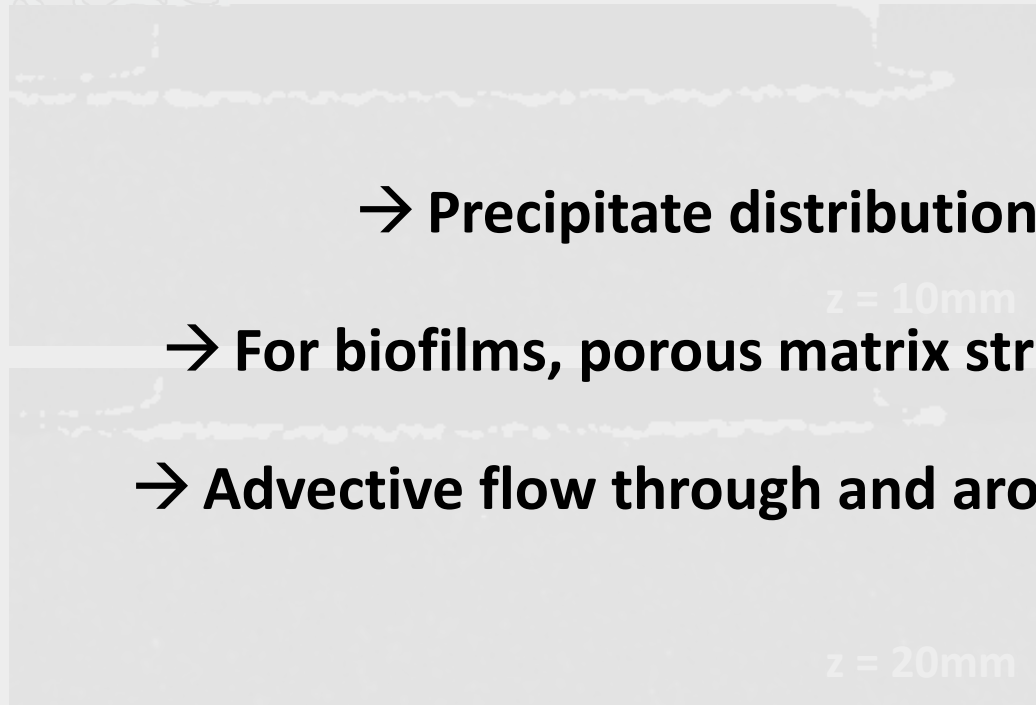 → Precipitate distribution
z = 10mm
→ For biofilms, porous matrix str
→ Advective flow through and aro
z = 20mm